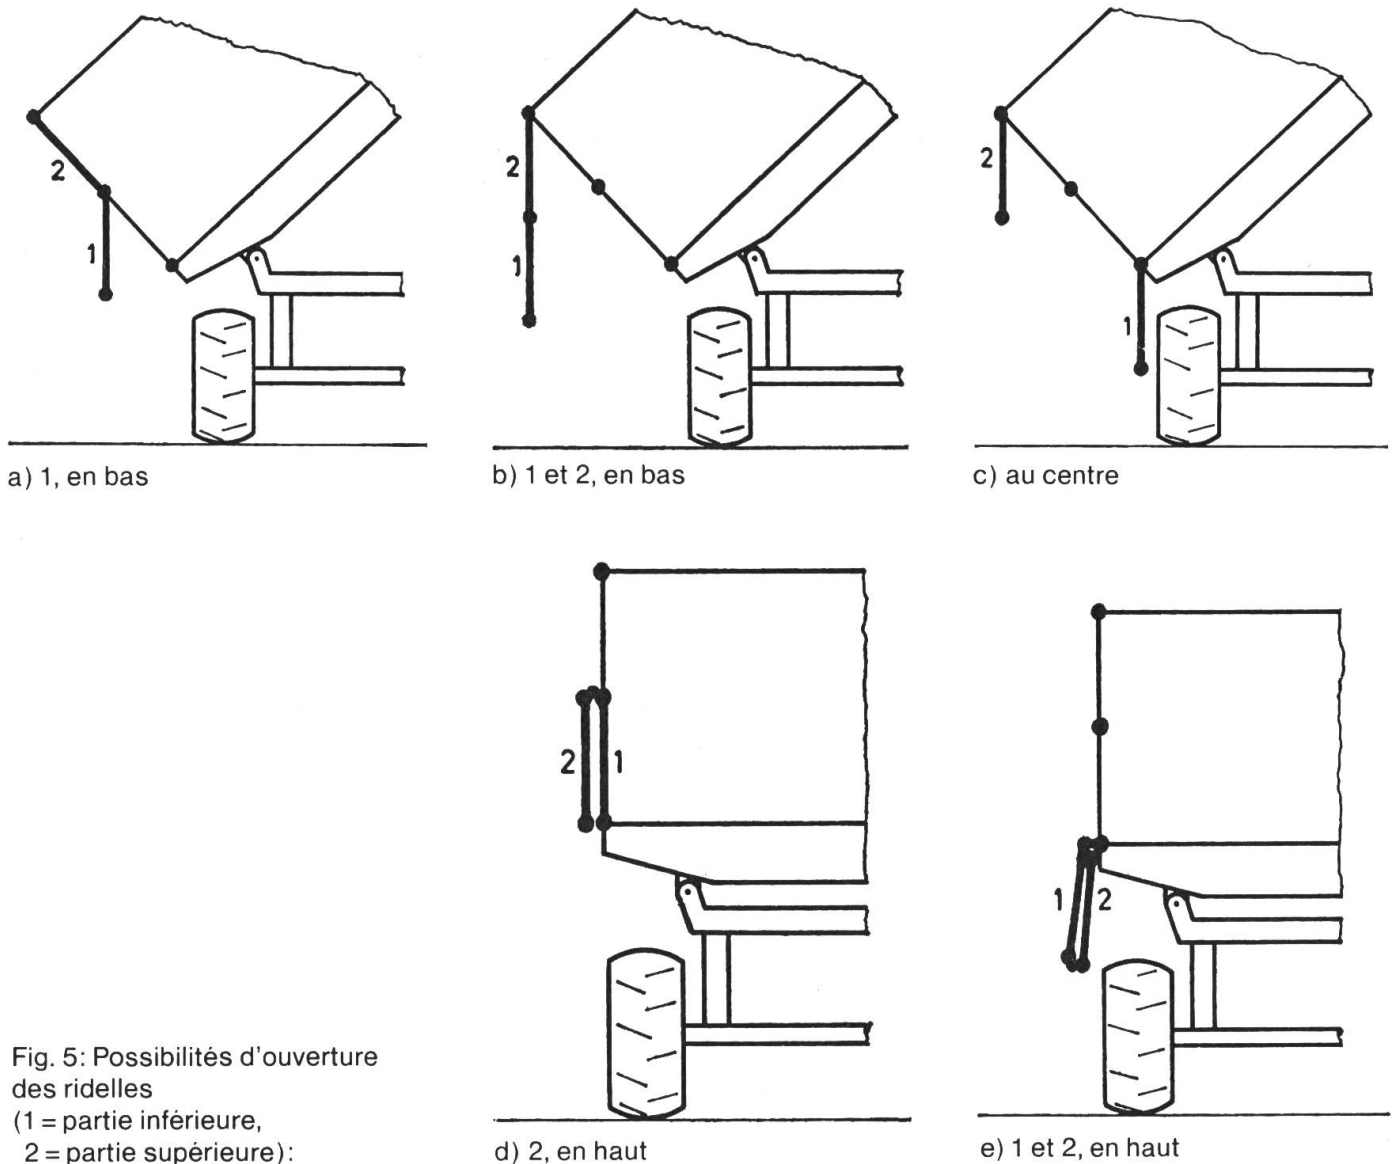 2
1
2
1
2
1
a) 1, en bas
b) 1 et 2, en bas
c) au centre
2 1
1 2
Fig. 5: Possibilités d'ouverture
des ridelles
(1 = partie inférieure,
2 = partie supérieure):
d) 2, en haut
e) 1 et 2, en haut